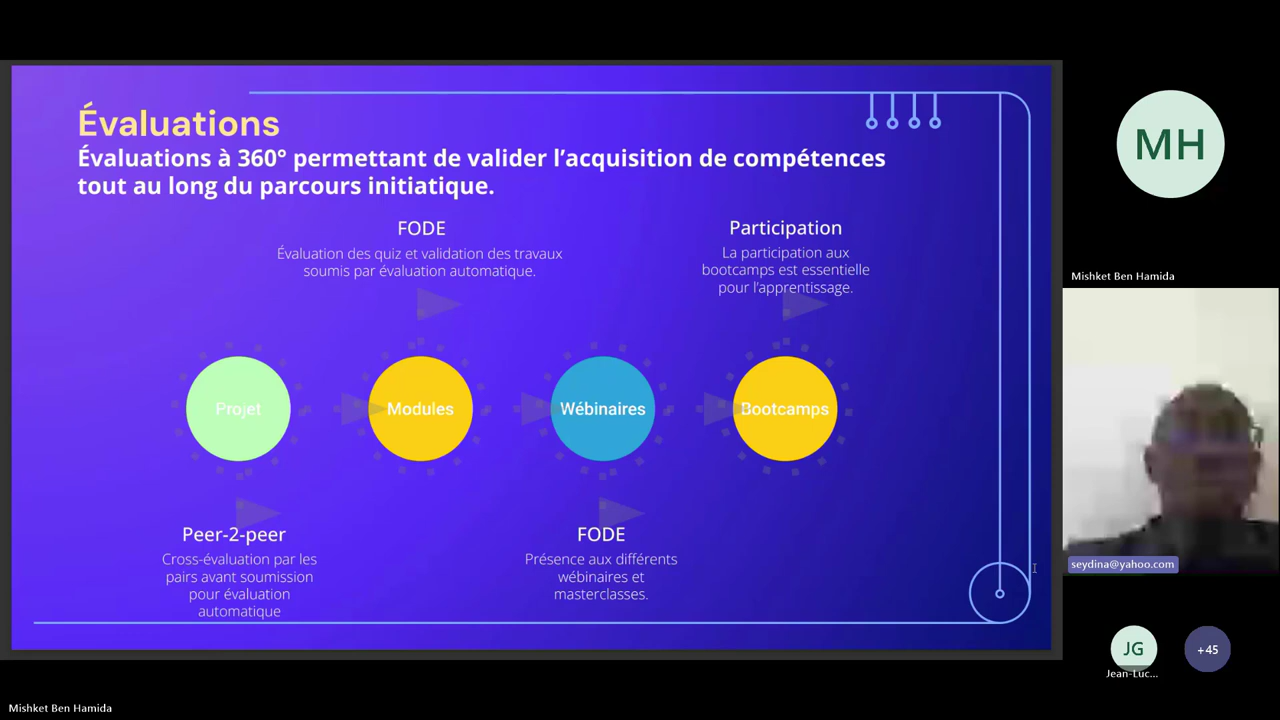 Évaluations
Évaluations à 360° permettant de valider l'acquisition de compétences
tout au long du parcours initiatique.
FODE
Évaluation des quiz et validation des travaux
soumis par évaluation automatique.
Participation
La participation aux
bootcamps est essentielle
pour l'apprentissage.
Projet
Modules
Wébinaires
Bootcamps
Peer-2-peer
Cross-évaluation par les
pairs avant soumission
pour évaluation
automatique
FODE
Présence aux différents
wébinaires et
masterclasses.
MH
Mishket Ben Hamida
seydina@yahoo.com
JG
Jean-Luc...
+45
Mishket Ben Hamida